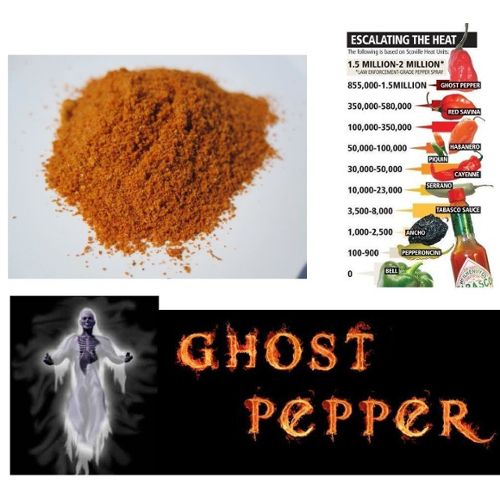 ESCALATING THE HEAT
The following is based on Scoville Heat Units:
1.5 MILLION-2 MILLION*
*LAW ENFORCEMENT-GRADE PEPPER SPRAY
855,000-1.5MILLION GHOST PEPPER
350,000-580,000 RED SAVINA
100,000-350,000
HABANERO
50,000-100,000
PIQUIN
30,000-50,000 CAYENNE
10,000-23,000 SERRANO
3,500-8,000 TABASCO SAUCE
1,000-2,500 ANCHO
100-900 PEPPERONCINI
0 BELL
GHOST
PEPPER